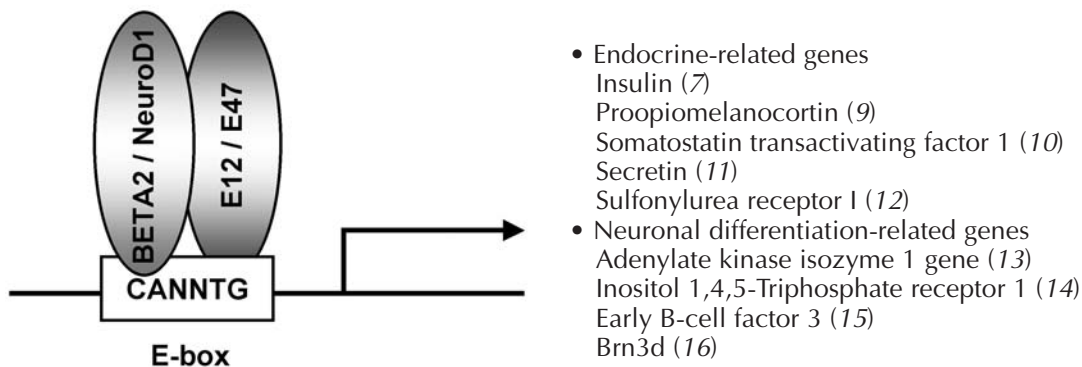 BETA2 / NeuroD1
E12 / E47
CANNTG
E-box
• Endocrine-related genes
Insulin (7)
Proopiomelanocortin (9)
Somatostatin transactivating factor 1 (10)
Secretin (11)
Sulfonylurea receptor I (12)
• Neuronal differentiation-related genes
Adenylate kinase isozyme 1 gene (13)
Inositol 1,4,5-Triphosphate receptor 1 (14)
Early B-cell factor 3 (15)
Brn3d (16)